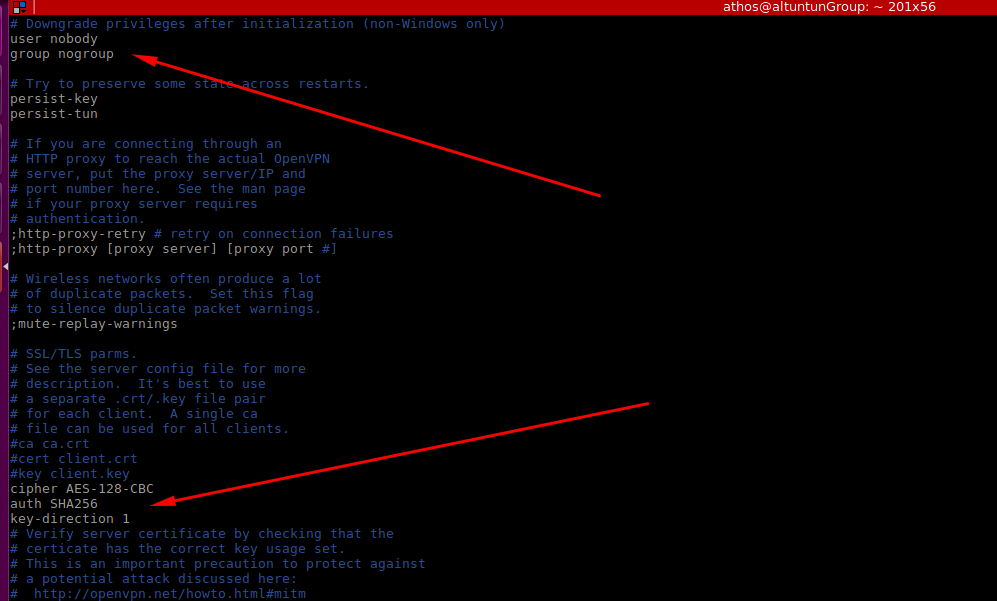 athos@altuntunGroup: ~ 201x56
# Downgrade privileges after initialization (non-Windows only)
user nobody
group nogroup
# Try to preserve some state across restarts.
persist-key
persist-tun
# If you are connecting through an
# HTTP proxy to reach the actual OpenVPN
# server, put the proxy server/IP and
# port number here.  See the man page
# if your proxy server requires
# authentication.
;http-proxy-retry # retry on connection failures
;http-proxy [proxy server] [proxy port #]
# Wireless networks often produce a lot
# of duplicate packets.  Set this flag
# to silence duplicate packet warnings.
;mute-replay-warnings
# SSL/TLS parms.
# See the server config file for more
# description.  It's best to use
# a separate .crt/.key file pair
# for each client.  A single ca
# file can be used for all clients.
#ca ca.crt
#cert client.crt
#key client.key
cipher AES-128-CBC
auth SHA256
key-direction 1
# Verify server certificate by checking that the
# certicate has the correct key usage set.
# This is an important precaution to protect against
# a potential attack discussed here:
#  http://openvpn.net/howto.html#mitm